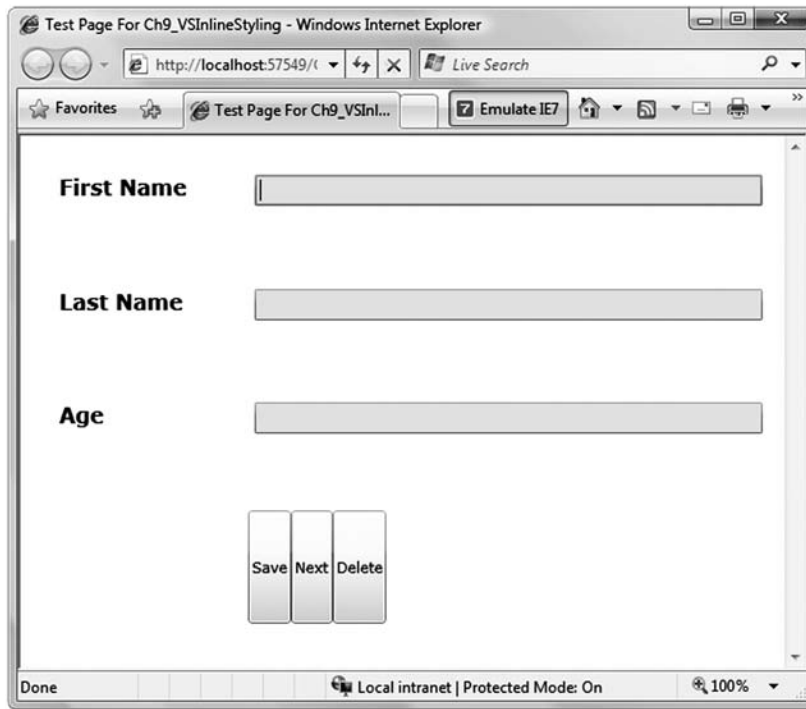 Test Page For Ch9_VSInlineStyling - Windows Internet Explorer
http://localhost:57549/(
Live Search
Favorites
Test Page For Ch9_VSInl...
7 Emulate IE7
»
First Name
Last Name
Age
Save Next Delete
Done
Local intranet | Protected Mode: On
100%